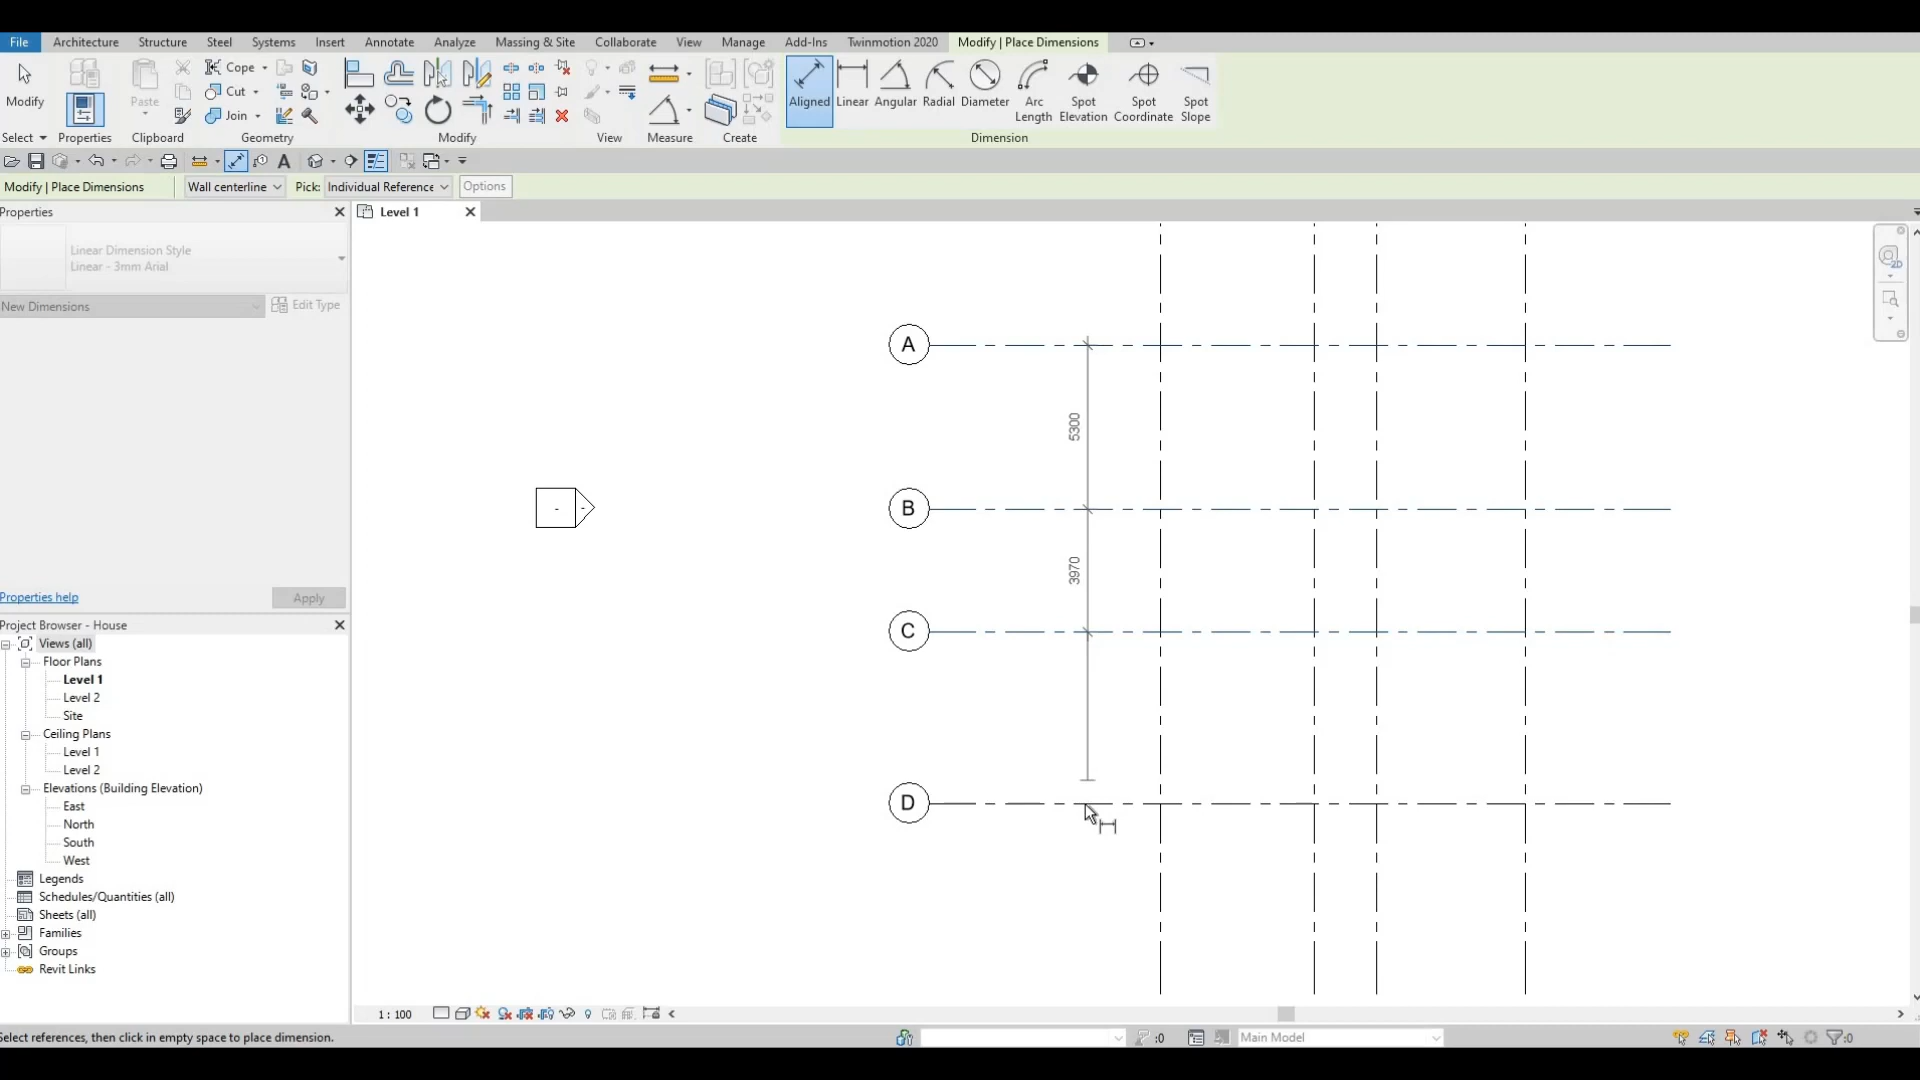 File Architecture Structure Steel Systems Insert Annotate Analyze Massing & Site Collaborate View Manage Add-Ins Twinmotion 2020 Modify | Place Dimensions
Modify
Paste
Cope
Cut
Join
Aligned Linear Angular Radial Diameter Arc Length Spot Elevation Spot Coordinate Spot Slope
Select Properties Clipboard Geometry Modify View Measure Create Dimension
A
Modify | Place Dimensions Wall centerline Pick: Individual Reference Options
Properties
Level 1
Linear Dimension Style
Linear - 3mm Arial
New Dimensions Edit Type
2D
A
5300
B
3970
C
D
Properties help Apply
Project Browser - House
Views (all)
Floor Plans
Level 1
Level 2
Site
Ceiling Plans
Level 1
Level 2
Elevations (Building Elevation)
East
North
South
West
Legends
Schedules/Quantities (all)
Sheets (all)
Families
Groups
Revit Links
1 : 100
Select references, then click in empty space to place dimension.
:0
Main Model
:0